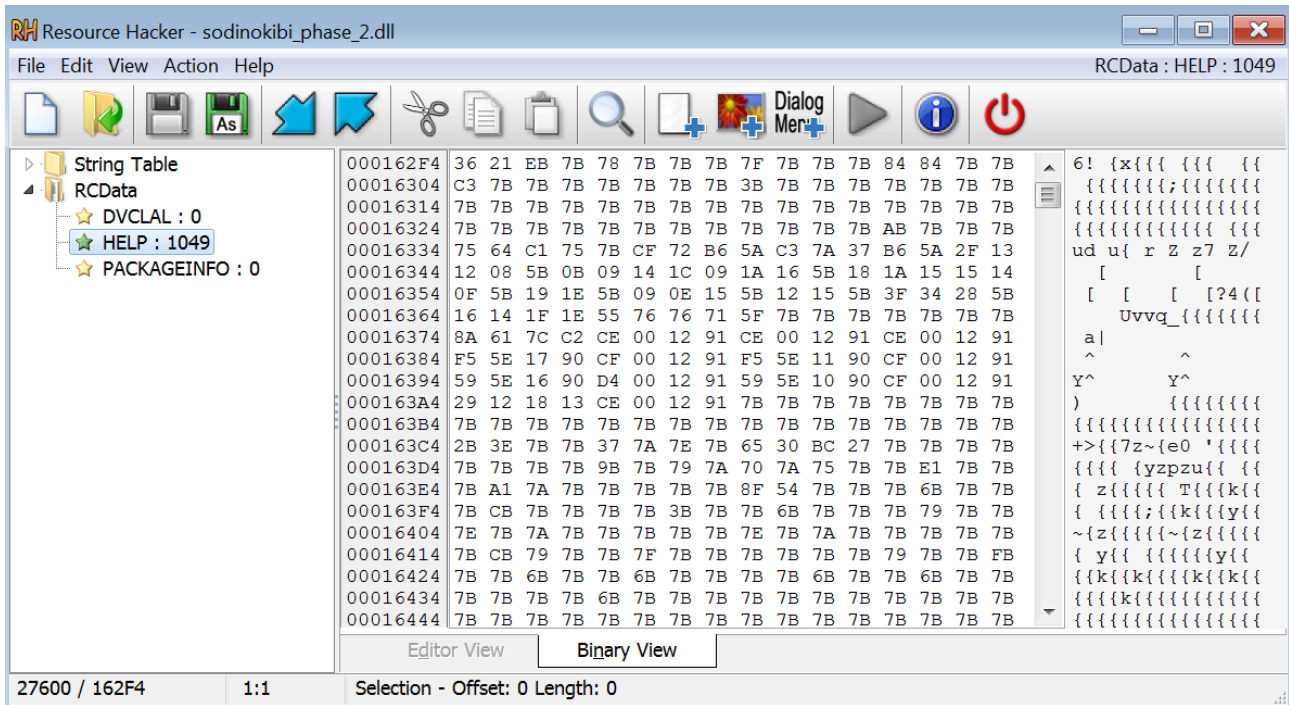 Resource Hacker - sodinokibi_phase_2.dll
File Edit View Action Help RCData : HELP : 1049
As Dialog
Menu
String Table
RCData
DVCLAL : 0
HELP : 1049
PACKAGEINFO : 0
000162F4 36 21 EB 7B 78 7B 7B 7B 7F 7B 7B 7B 84 84 7B 7B 6! {x{{{ {{{ {{
00016304 C3 7B 7B 7B 7B 7B 7B 7B 3B 7B 7B 7B 7B 7B 7B 7B {{{{{{{;{{{{{{{
00016314 7B 7B 7B 7B 7B 7B 7B 7B 7B 7B 7B 7B 7B 7B 7B 7B {{{{{{{{{{{{{{{{
00016324 7B 7B 7B 7B 7B 7B 7B 7B 7B 7B 7B 7B AB 7B 7B 7B {{{{{{{{{{{{ {{{
00016334 75 64 C1 75 7B CF 72 B6 5A C3 7A 37 B6 5A 2F 13 ud u{ r Z z7 Z/
00016344 12 08 5B 0B 09 14 1C 09 1A 16 5B 18 1A 15 15 14 [ [
00016354 0F 5B 19 1E 5B 09 0E 15 5B 12 15 5B 3F 34 28 5B [ [ [ [?4([
00016364 16 14 1F 1E 55 76 76 71 5F 7B 7B 7B 7B 7B 7B 7B Uvvq_{{{{{{{
00016374 8A 61 7C C2 CE 00 12 91 CE 00 12 91 CE 00 12 91 a|
00016384 F5 5E 17 90 CF 00 12 91 F5 5E 11 90 CF 00 12 91 ^ ^
00016394 59 5E 16 90 D4 00 12 91 59 5E 10 90 CF 00 12 91 Y^ Y^
000163A4 29 12 18 13 CE 00 12 91 7B 7B 7B 7B 7B 7B 7B 7B ) {{{{{{{{
000163B4 7B 7B 7B 7B 7B 7B 7B 7B 7B 7B 7B 7B 7B 7B 7B 7B {{{{{{{{{{{{{{{{
000163C4 2B 3E 7B 7B 37 7A 7E 7B 65 30 BC 27 7B 7B 7B 7B +>{{7z~{e0 '{{{{
000163D4 7B 7B 7B 7B 9B 7B 79 7A 70 7A 75 7B 7B E1 7B 7B {{{{ {yzpzu{{ {{
000163E4 7B A1 7A 7B 7B 7B 7B 7B 8F 54 7B 7B 7B 6B 7B 7B { z{{{{{ T{{{k{{
000163F4 7B CB 7B 7B 7B 7B 3B 7B 7B 6B 7B 7B 7B 79 7B 7B { {{{{;{{k{{{y{{
00016404 7E 7B 7A 7B 7B 7B 7B 7B 7E 7B 7A 7B 7B 7B 7B 7B ~{z{{{{{~{z{{{{{
00016414 7B CB 79 7B 7B 7F 7B 7B 7B 7B 7B 7B 79 7B 7B FB { y{{ {{{{{{y{{
00016424 7B 7B 6B 7B 7B 6B 7B 7B 7B 7B 6B 7B 7B 6B 7B 7B {{k{{k{{{{k{{k{{
00016434 7B 7B 7B 7B 6B 7B 7B 7B 7B 7B 7B 7B 7B 7B 7B 7B {{{{k{{{{{{{{{{{
00016444 7B 7B 7B 7B 7B 7B 7B 7B 7B 7B 7B 7B 7B 7B 7B 7B {{{{{{{{{{{{{{{{
Editor View Binary View
27600 / 162F4 1:1 Selection - Offset: 0 Length: 0